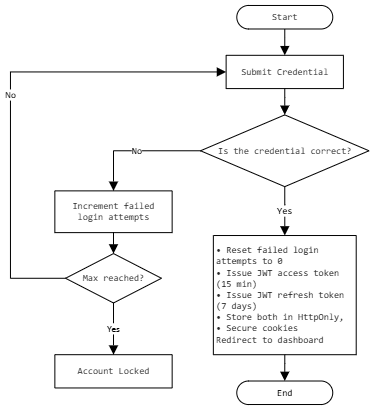 Start
Submit Credential
No
Is the credential correct?
No
Increment failed
login attempts
Yes
Max reached?
• Reset failed login
attempts to 0
• Issue JWT access token
(15 min)
• Issue JWT refresh token
(7 days)
• Store both in HttpOnly,
• Secure cookies
Redirect to dashboard
Yes
Account Locked
End